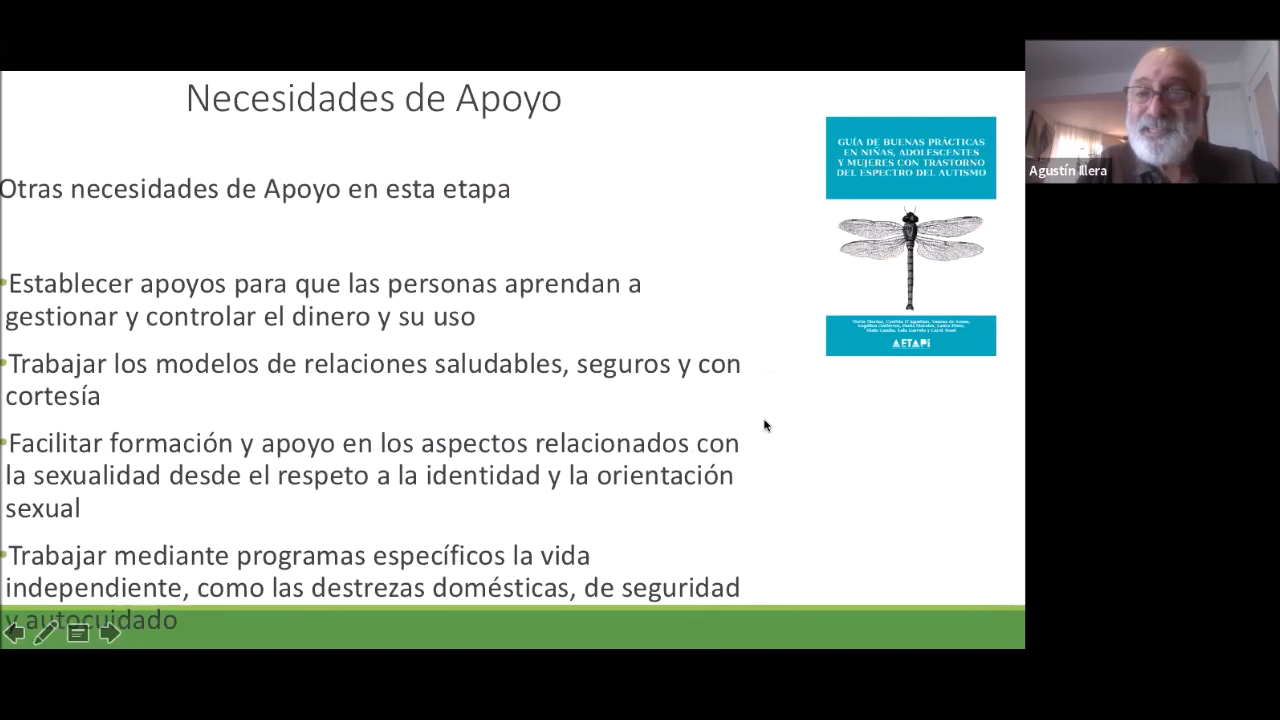 Necesidades de Apoyo
Otras necesidades de Apoyo en esta etapa
•Establecer apoyos para que las personas aprendan a
gestionar y controlar el dinero y su uso
•Trabajar los modelos de relaciones saludables, seguros y con
cortesía
•Facilitar formación y apoyo en los aspectos relacionados con
la sexualidad desde el respeto a la identidad y la orientación
sexual
•Trabajar mediante programas específicos la vida
independiente, como las destrezas domésticas, de seguridad
y autocuidado
GUÍA DE BUENAS PRÁCTICAS
EN NIÑAS, ADOLESCENTES
Y MUJERES CON TRASTORNO
DEL ESPECTRO DEL AUTISMO
AETAPI
Agustín Illera